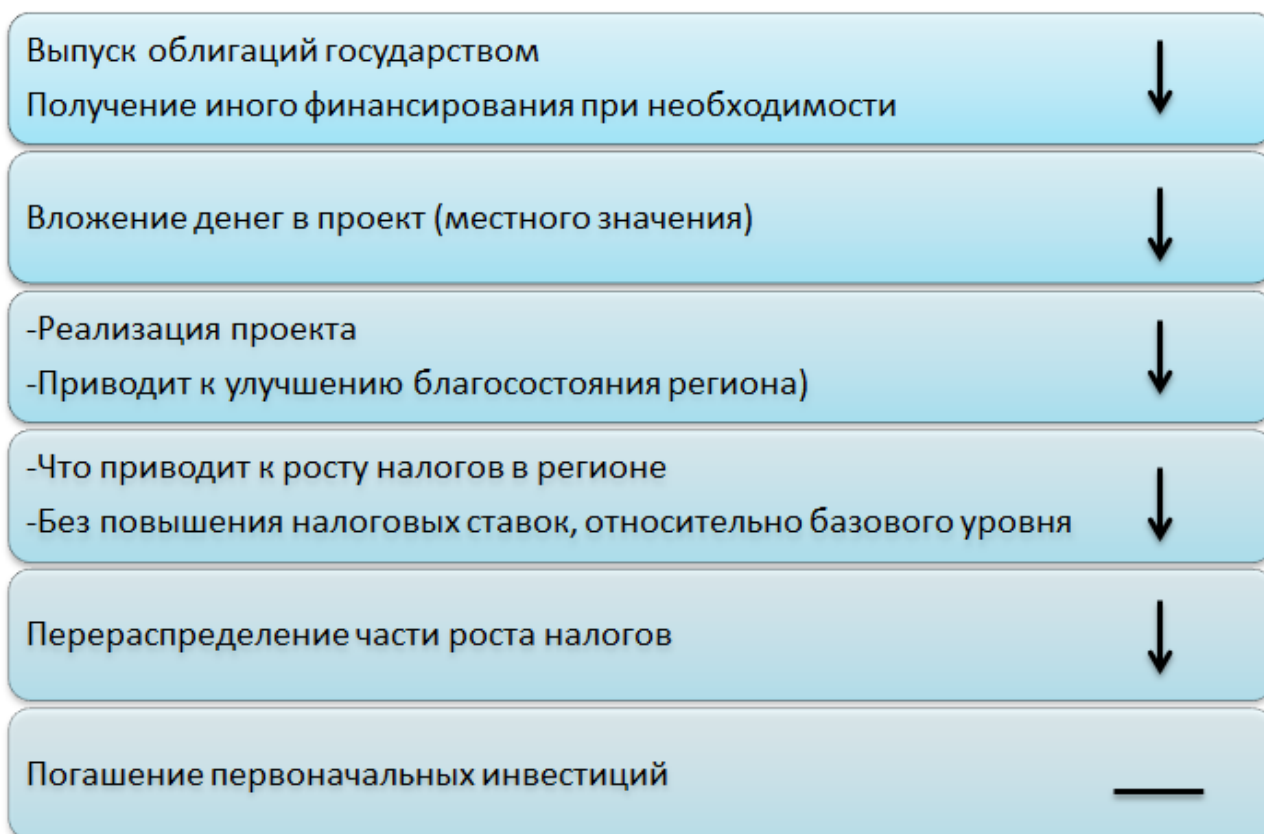 Выпуск облигаций государством
Получение иного финансирования при необходимости
Вложение денег в проект (местного значения)
-Реализация проекта
-Приводит к улучшению благосостояния региона)
-Что приводит к росту налогов в регионе
-Без повышения налоговых ставок, относительно базового уровня
Перераспределение части роста налогов
Погашение первоначальных инвестиций